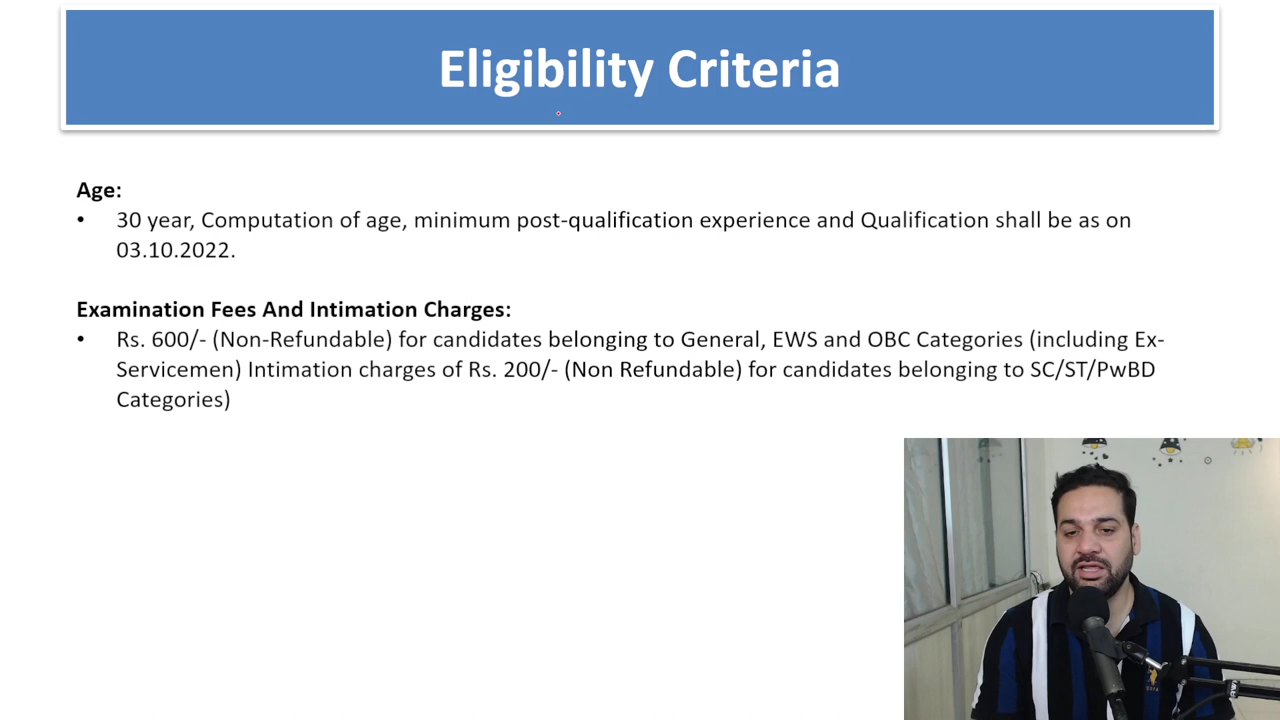 Eligibility Criteria
Age:
• 30 year, Computation of age, minimum post-qualification experience and Qualification shall be as on
03.10.2022.
Examination Fees And Intimation Charges:
• Rs. 600/- (Non-Refundable) for candidates belonging to General, EWS and OBC Categories (including Ex-
Servicemen) Intimation charges of Rs. 200/- (Non Refundable) for candidates belonging to SC/ST/PwBD
Categories)